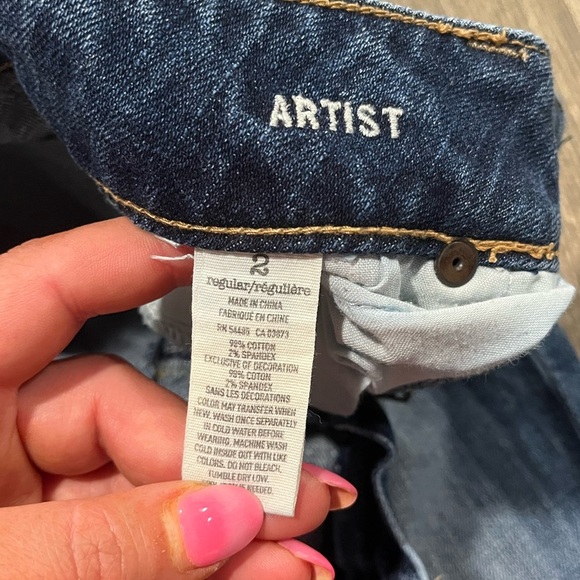 ARTIST
2
regular/régulière
MADE IN CHINA
FABRIQUÉ EN CHINE
RN 54485 CA 03873
98% COTTON
2% SPANDEX
EXCLUSIVE OF DECORATION
98% COTON
2% SPANDEX
SANS LES DÉCORATIONS
COLOR MAY TRANSFER WHEN
NEW. WASH ONCE SEPARATELY
IN COLD WATER BEFORE
WEARING. MACHINE WASH
COLD INSIDE OUT WITH LIKE
COLORS. DO NOT BLEACH.
TUMBLE DRY LOW.
NEEDED.